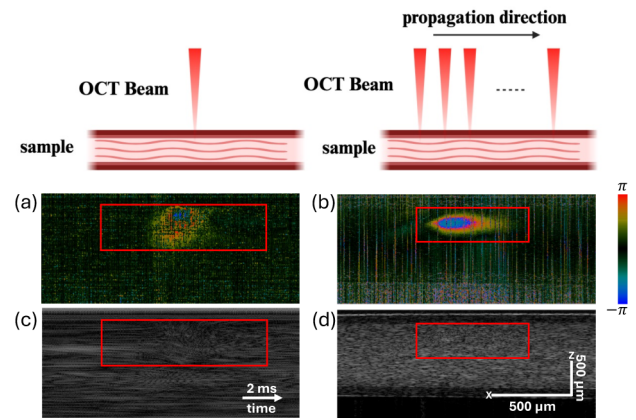 propagation direction
OCT Beam
OCT Beam
sample
sample
(a)
(b)
π
−π
(c)
(d)
2 ms
time
z
x
500 μm
500 μm